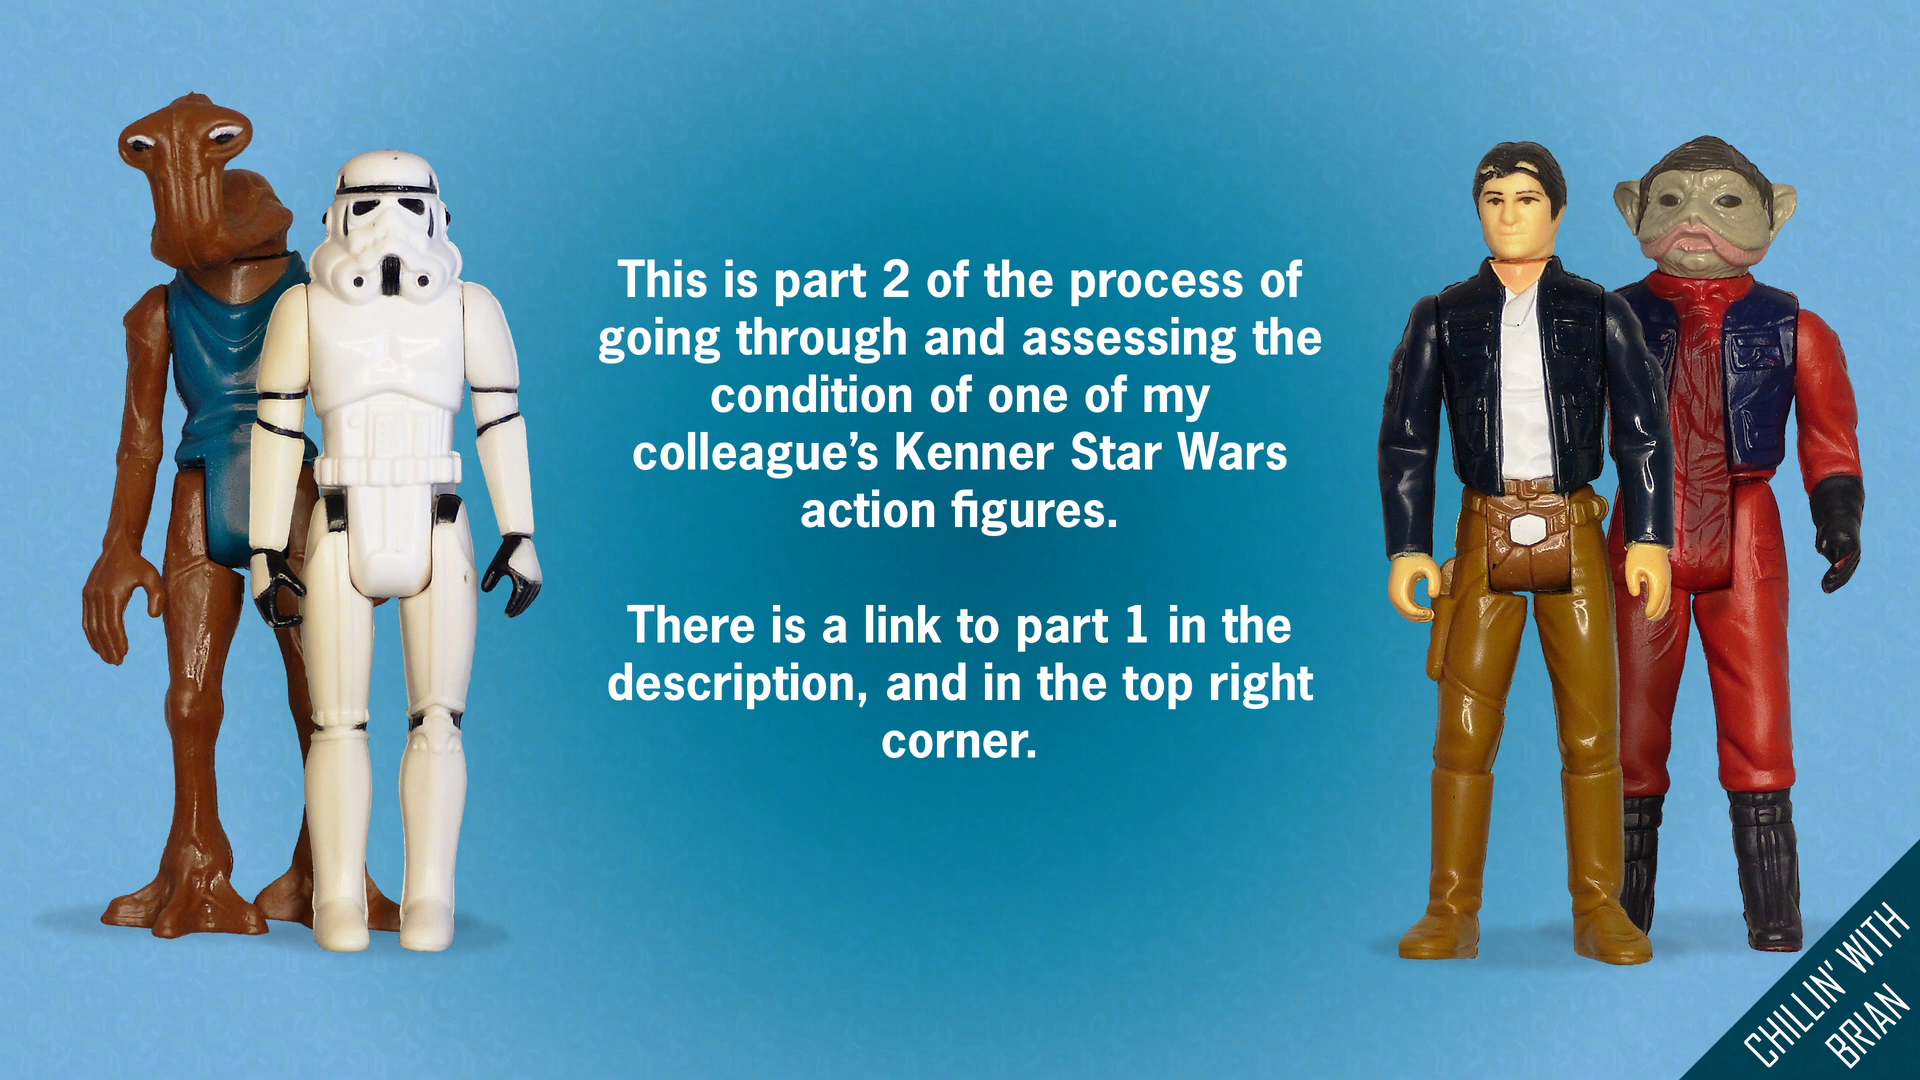 This is part 2 of the process of
going through and assessing the
condition of one of my
colleague’s Kenner Star Wars
action figures.
There is a link to part 1 in the
description, and in the top right
corner.
CHILLIN’ WITH
BRIAN